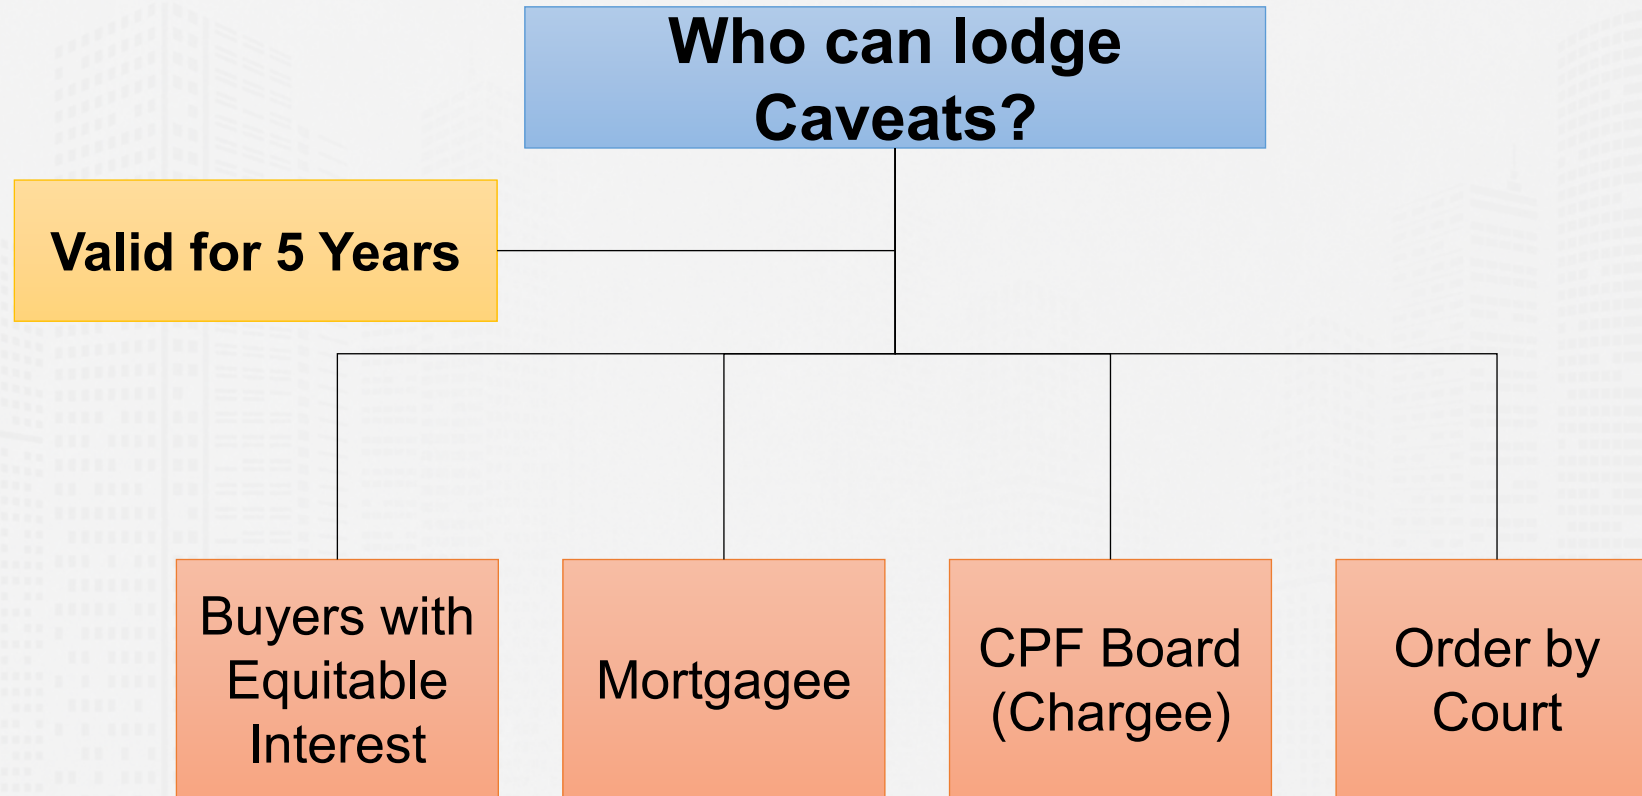 Who can lodge
Caveats?
Valid for 5 Years
Buyers with
Equitable
Interest
Mortgagee
CPF Board
(Chargee)
Order by
Court